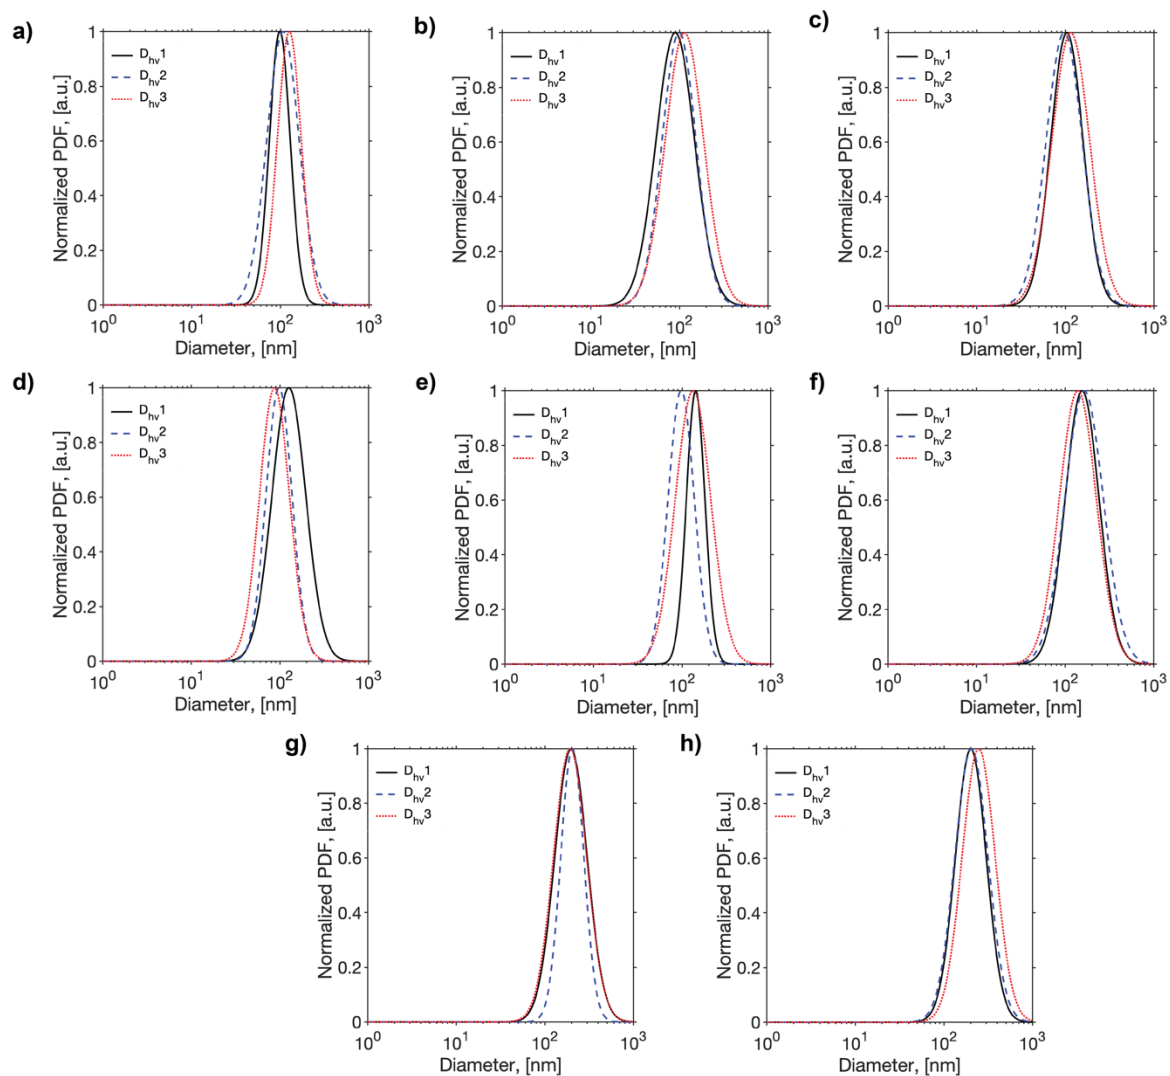 a)
Normalized PDF, [a.u.]
1
0.8
0.6
0.4
0.2
0
D_hv1
D_hv2
D_hv3
10^0 10^1 10^2 10^3
Diameter, [nm]
b)
Normalized PDF, [a.u.]
1
0.8
0.6
0.4
0.2
0
D_hv1
D_hv2
D_hv3
10^0 10^1 10^2 10^3
Diameter, [nm]
c)
Normalized PDF, [a.u.]
1
0.8
0.6
0.4
0.2
0
D_hv1
D_hv2
D_hv3
10^0 10^1 10^2 10^3
Diameter, [nm]
d)
Normalized PDF, [a.u.]
1
0.8
0.6
0.4
0.2
0
D_hv1
D_hv2
D_hv3
10^0 10^1 10^2 10^3
Diameter, [nm]
e)
Normalized PDF, [a.u.]
1
0.8
0.6
0.4
0.2
0
D_hv1
D_hv2
D_hv3
10^0 10^1 10^2 10^3
Diameter, [nm]
f)
Normalized PDF, [a.u.]
1
0.8
0.6
0.4
0.2
0
D_hv1
D_hv2
D_hv3
10^0 10^1 10^2 10^3
Diameter, [nm]
g)
Normalized PDF, [a.u.]
1
0.8
0.6
0.4
0.2
0
D_hv1
D_hv2
D_hv3
10^0 10^1 10^2 10^3
Diameter, [nm]
h)
Normalized PDF, [a.u.]
1
0.8
0.6
0.4
0.2
0
D_hv1
D_hv2
D_hv3
10^0 10^1 10^2 10^3
Diameter, [nm]